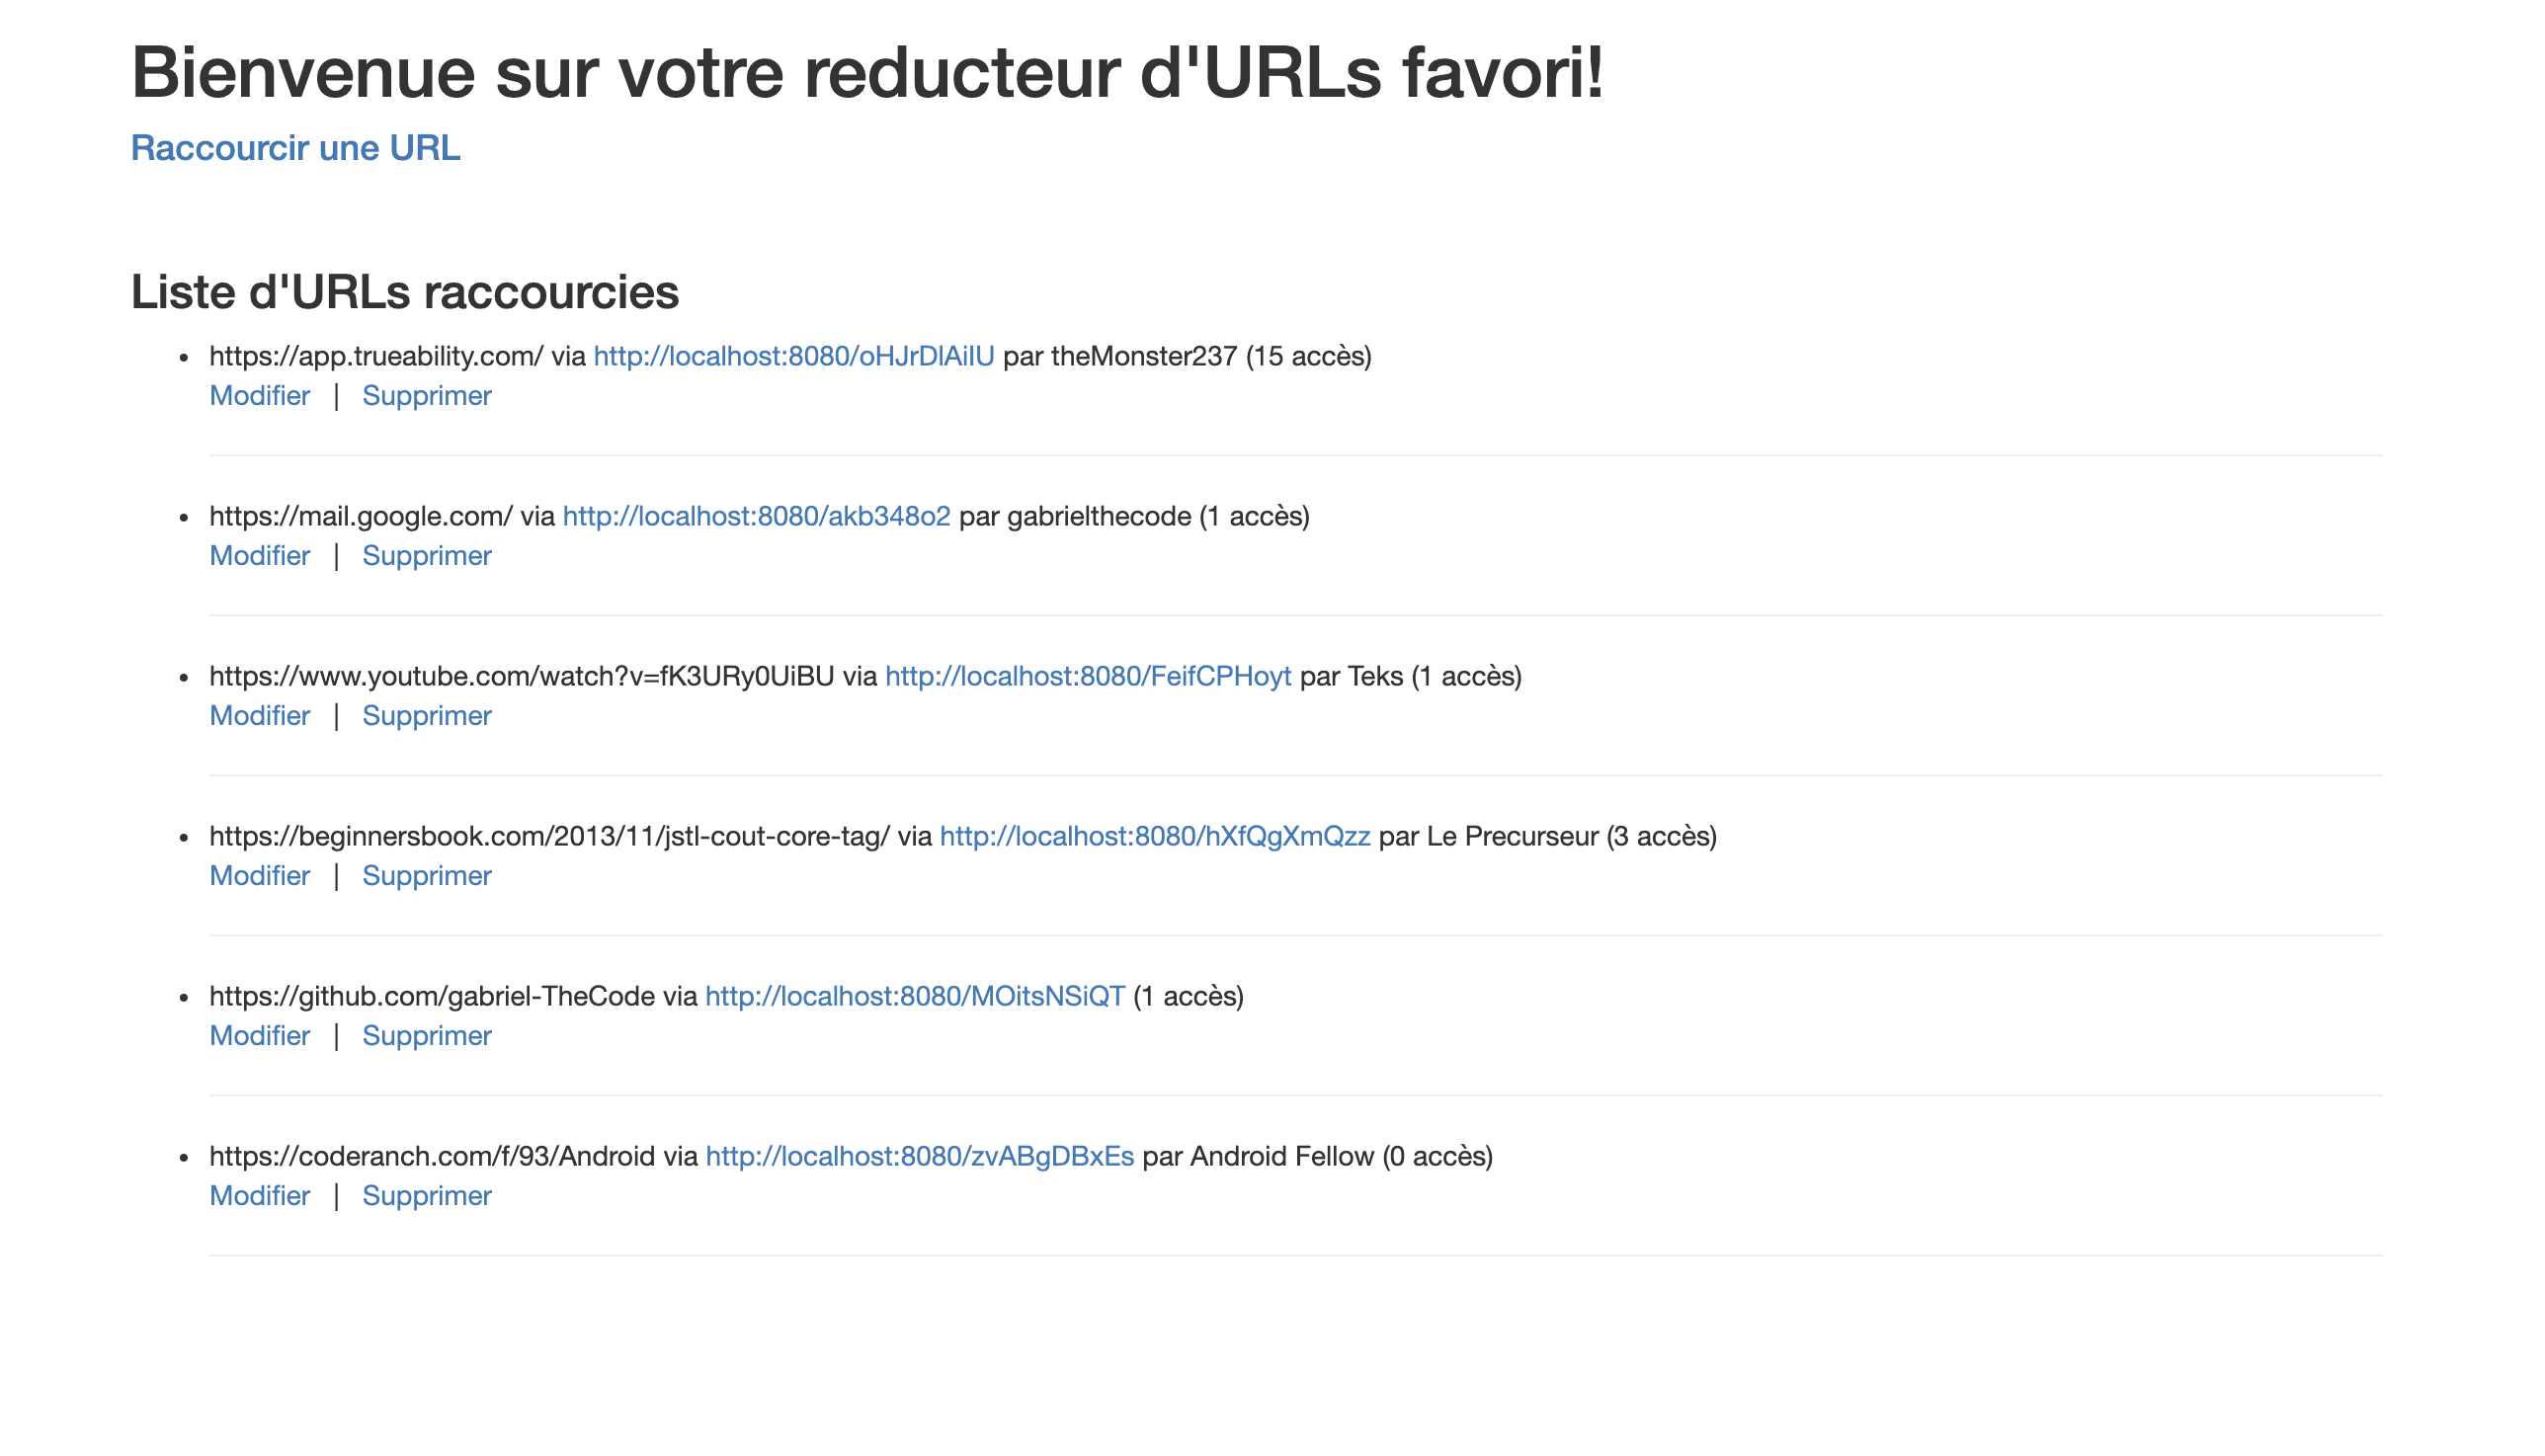 Bienvenue sur votre reducteur d'URLs favori!
Raccourcir une URL
Liste d'URLs raccourcies
https://app.trueability.com/ via http://localhost:8080/oHJrDlAiIU par theMonster237 (15 accès)
Modifier | Supprimer
https://mail.google.com/ via http://localhost:8080/akb348o2 par gabrielthecode (1 accès)
Modifier | Supprimer
https://www.youtube.com/watch?v=fK3URy0UiBU via http://localhost:8080/FeifCPHoyt par Teks (1 accès)
Modifier | Supprimer
https://beginnersbook.com/2013/11/jstl-cout-core-tag/ via http://localhost:8080/hXfQgXmQzz par Le Precurseur (3 accès)
Modifier | Supprimer
https://github.com/gabriel-TheCode via http://localhost:8080/MOitsNSiQT (1 accès)
Modifier | Supprimer
https://coderanch.com/f/93/Android via http://localhost:8080/zvABgDBxEs par Android Fellow (0 accès)
Modifier | Supprimer